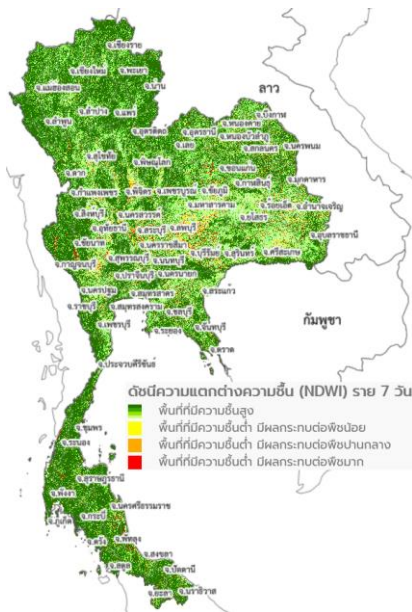 จ.เชียงราย
จ.เชียงใหม่ จ.พะเยา
จ.แม่ฮ่องสอน จ.น่าน
จ.ลำปาง จ.แพร่
จ.ลำพูน
ลาว
จ.บึงกาฬ
จ.อุตรดิตถ์ จ.อุดรธานี จ.หนองคาย
จ.เลย จ.หนองบัวลำภู
จ.สกลนคร จ.นครพนม
จ.สุโขทัย
จ.พิษณุโลก
จ.ตาก
จ.ขอนแก่น
จ.กาฬสินธุ์ จ.มุกดาหาร
จ.กำแพงเพชร จ.พิจิตร จ.เพชรบูรณ์ จ.ชัยภูมิ
จ.มหาสารคาม จ.ร้อยเอ็ด จ.อำนาจเจริญ
จ.สิงห์บุรี จ.นครสวรรค์ จ.ยโสธร
จ.อุทัยธานี จ.สระบุรี จ.ลพบุรี
จ.อุบลราชธานี
จ.ชัยนาท จ.นครราชสีมา
จ.กาญจนบุรี จ.สุพรรณบุรี จ.นนทบุรี จ.บุรีรัมย์ จ.สุรินทร์ จ.ศรีสะเกษ
จ.ปราจีนบุรี จ.นครนายก
จ.นครปฐม จ.สมุทรสาคร จ.สระแก้ว
จ.ราชบุรี จ.สมุทรสงคราม
จ.ชลบุรี
จ.เพชรบุรี จ.ระยอง จ.จันทบุรี
กัมพูชา
จ.ตราด
จ.ประจวบคีรีขันธ์
ดัชนีความแตกต่างความชื้น (NDWI) ราย 7 วัน
พื้นที่ที่มีความชื้นสูง
พื้นที่ที่มีความชื้นต่ำ มีผลกระทบต่อพืชน้อย
พื้นที่ที่มีความชื้นต่ำ มีผลกระทบต่อพืชปานกลาง
พื้นที่ที่มีความชื้นต่ำ มีผลกระทบต่อพืชมาก
จ.ชุมพร
จ.ระนอง
จ.สุราษฎร์ธานี
จ.พังงา
จ.นครศรีธรรมราช
จ.ภูเก็ต จ.กระบี่
จ.ตรัง จ.พัทลุง
จ.สงขลา
จ.สตูล จ.ปัตตานี
จ.ยะลา จ.นราธิวาส